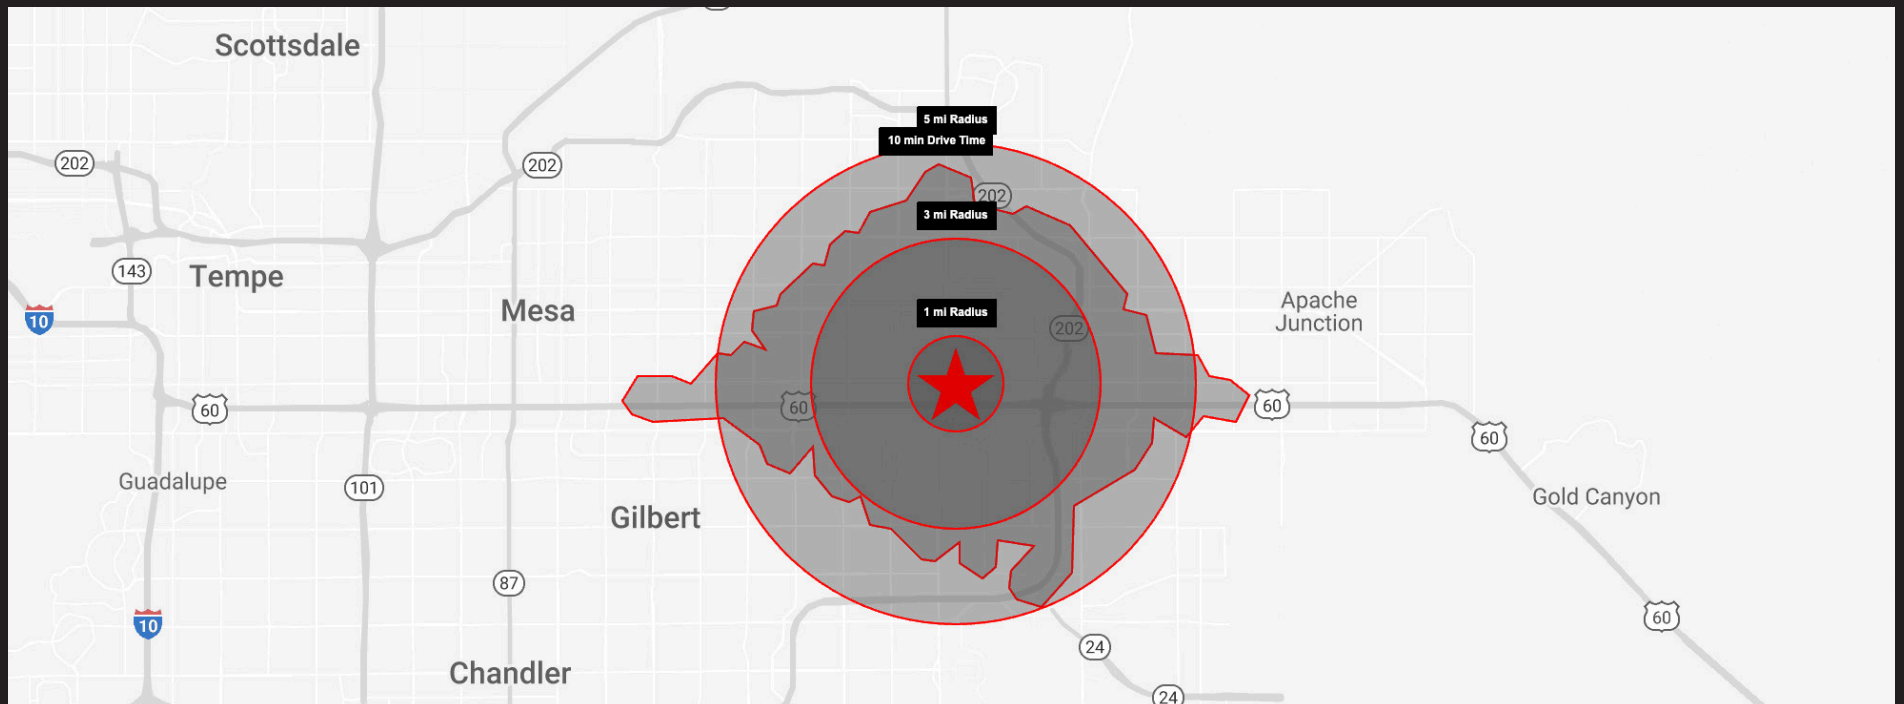 Scottsdale
5 mi Radius
10 min Drive Time
202
202
202
3 mi Radius
143
Tempe
Mesa
1 mi Radius
Apache
Junction
10
202
60
60
60
60
Guadalupe
101
Gilbert
Gold Canyon
87
10
60
24
Chandler
24